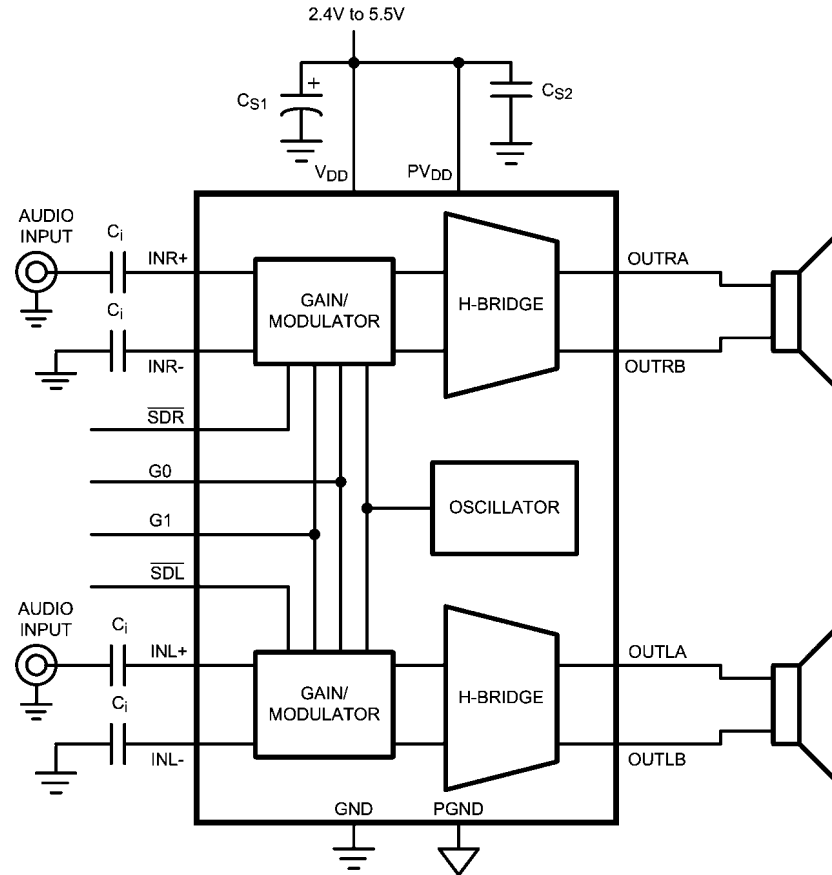 2.4V to 5.5V
+
CS1
CS2
VDD
PVDD
AUDIO
INPUT
Ci
INR+
OUTRA
GAIN/
MODULATOR
H-BRIDGE
Ci
INR-
OUTRB
SDR
G0
OSCILLATOR
G1
SDL
AUDIO
INPUT
Ci
INL+
OUTLA
GAIN/
MODULATOR
H-BRIDGE
Ci
INL-
OUTLB
GND
PGND